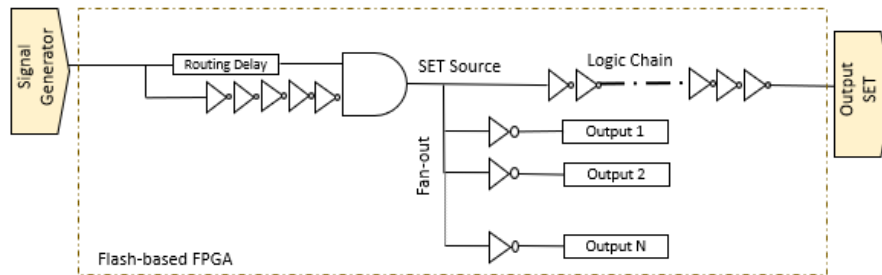 Signal
Generator
Routing Delay
SET Source
Logic Chain
Output
SET
Fan-out
Output 1
Output 2
Output N
Flash-based FPGA